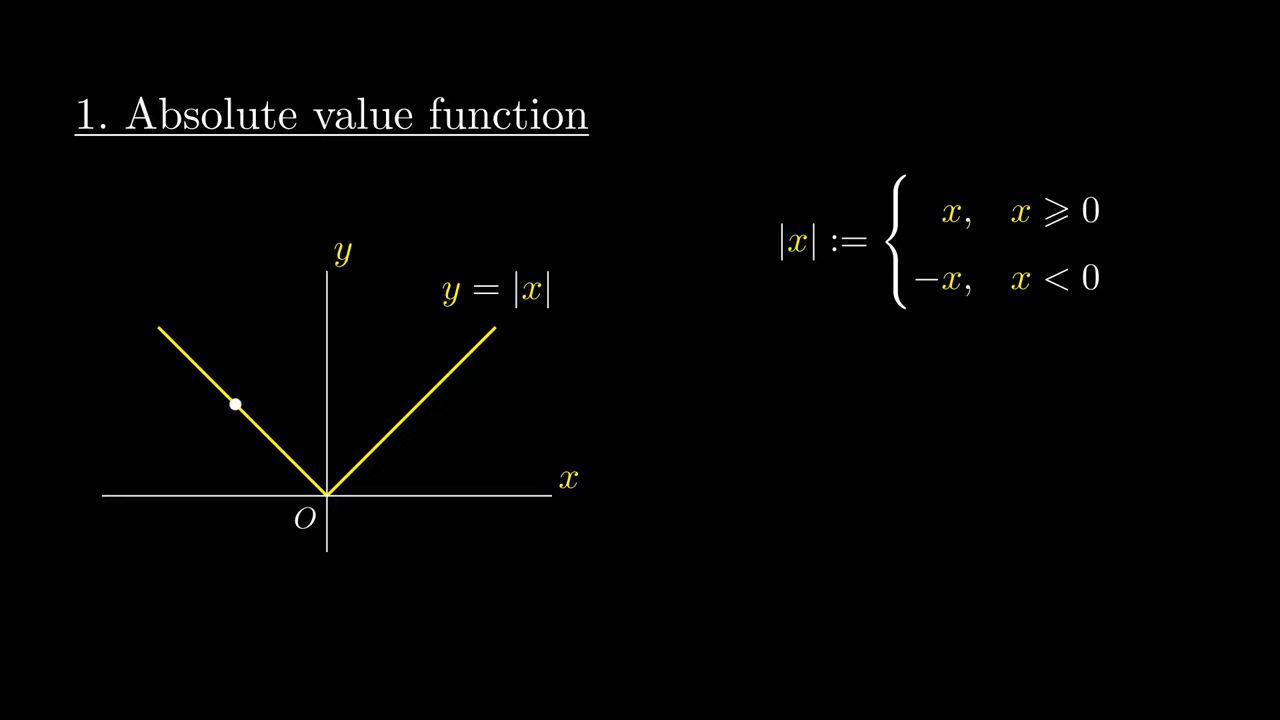 1. Absolute value function
y
y = |x|
x
O
|x| := { x, x ⩾ 0
−x, x < 0